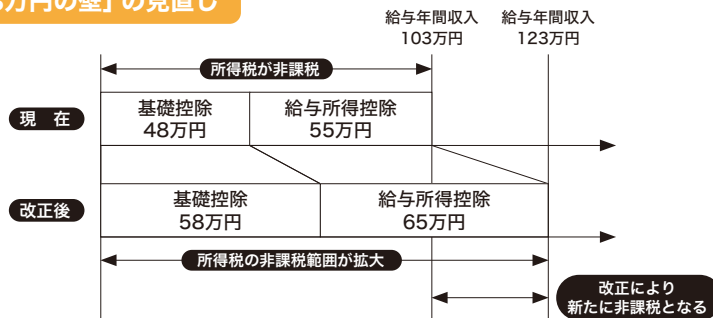 万円の壁」の見直し
給与年間収入
103万円
給与年間収入
123万円
所得税が非課税
現 在
基礎控除
48万円
給与所得控除
55万円
改正後
基礎控除
58万円
給与所得控除
65万円
所得税の非課税範囲が拡大
改正により
新たに非課税となる